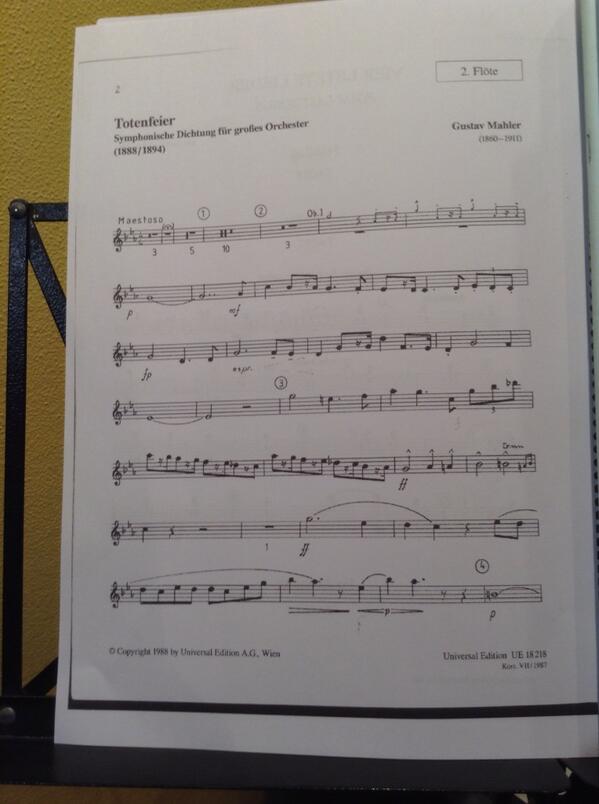 2
2. Flöte
Totenfeier
Symphonische Dichtung für großes Orchester
(1888/1894)
Gustav Mahler
(1860–1911)
Maestoso
1
2
Ob.1
3
5
10
3
p
mf
fp
espr.
3
3
ff
1
ff
4
p
p
© Copyright 1988 by Universal Edition A.G., Wien
Universal Edition UE 18 218
Korr. VII/1987